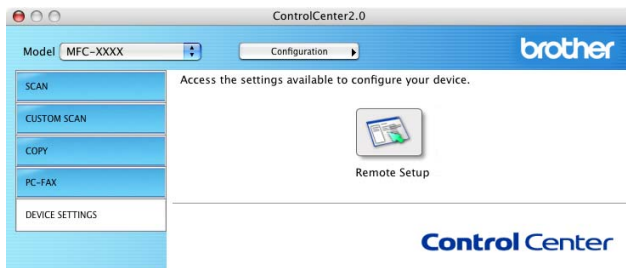 ControlCenter2.0
Model MFC-XXXX Configuration brother
SCAN
Access the settings available to configure your device.
CUSTOM SCAN
COPY
Remote Setup
PC-FAX
DEVICE SETTINGS
Control Center